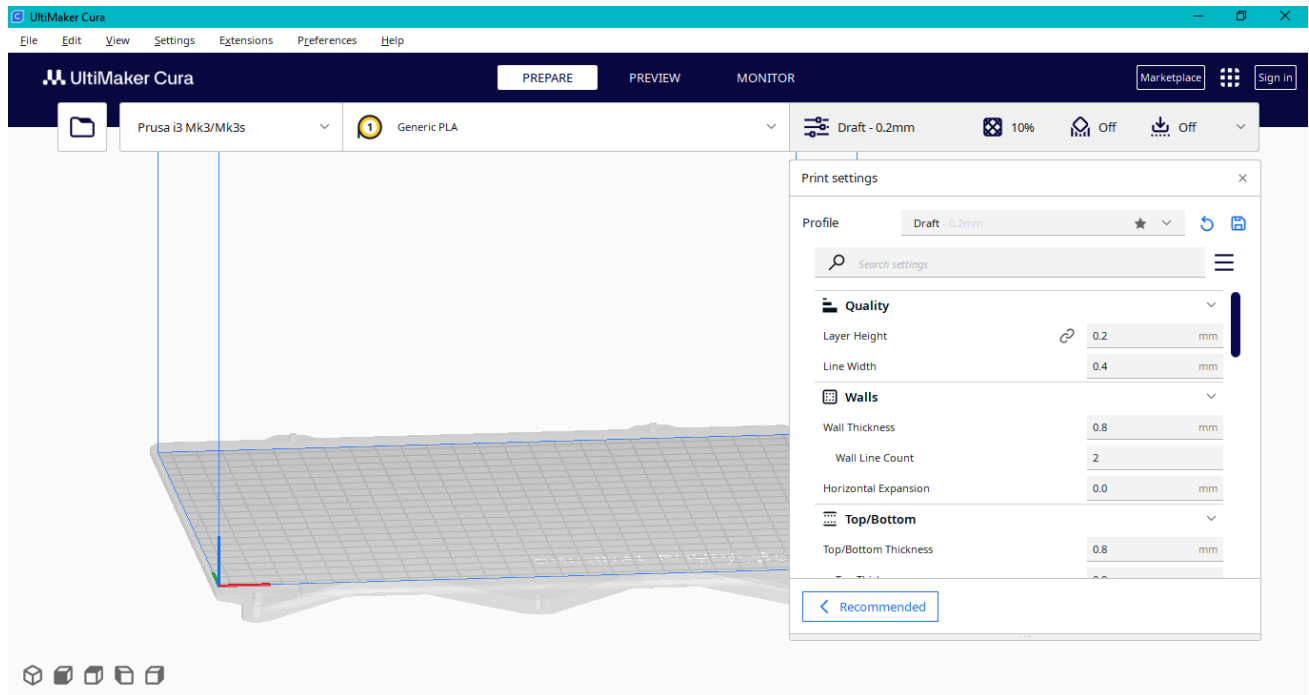 UltiMaker Cura
File Edit View Settings Extensions Preferences Help
UltiMaker Cura PREPARE PREVIEW MONITOR Marketplace Sign in
Prusa i3 Mk3/Mk3s 1 Generic PLA Draft - 0.2mm 10% Off Off
Print settings
Profile Draft - 0.2mm
Search settings
Quality
Layer Height 0.2 mm
Line Width 0.4 mm
Walls
Wall Thickness 0.8 mm
Wall Line Count 2
Horizontal Expansion 0.0 mm
Top/Bottom
Top/Bottom Thickness 0.8 mm
Recommended